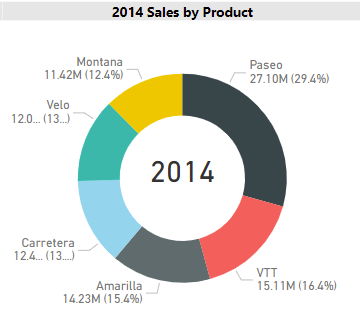 2014 Sales by Product
Montana
11.42M (12.4%)
Paseo
27.10M (29.4%)
Velo
12.0... (13...)
2014
Carretera
12.4... (13....)
Amarilla
14.23M (15.4%)
VTT
15.11M (16.4%)